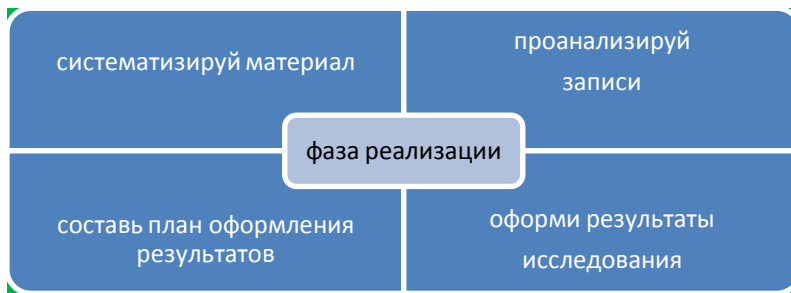 систематизируй материал
проанализируй
записи
фаза реализации
составь план оформления
результатов
оформи результаты
исследования